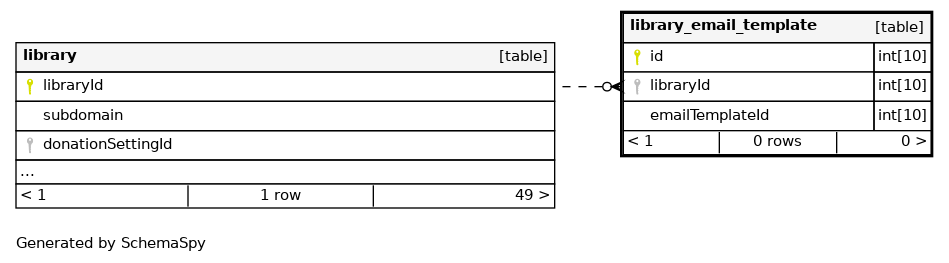 library [table]
libraryId
subdomain
donationSettingId
...
< 1 1 row 49 >
library_email_template [table]
id int[10]
libraryId int[10]
emailTemplateId int[10]
< 1 0 rows 0 >
Generated by SchemaSpy